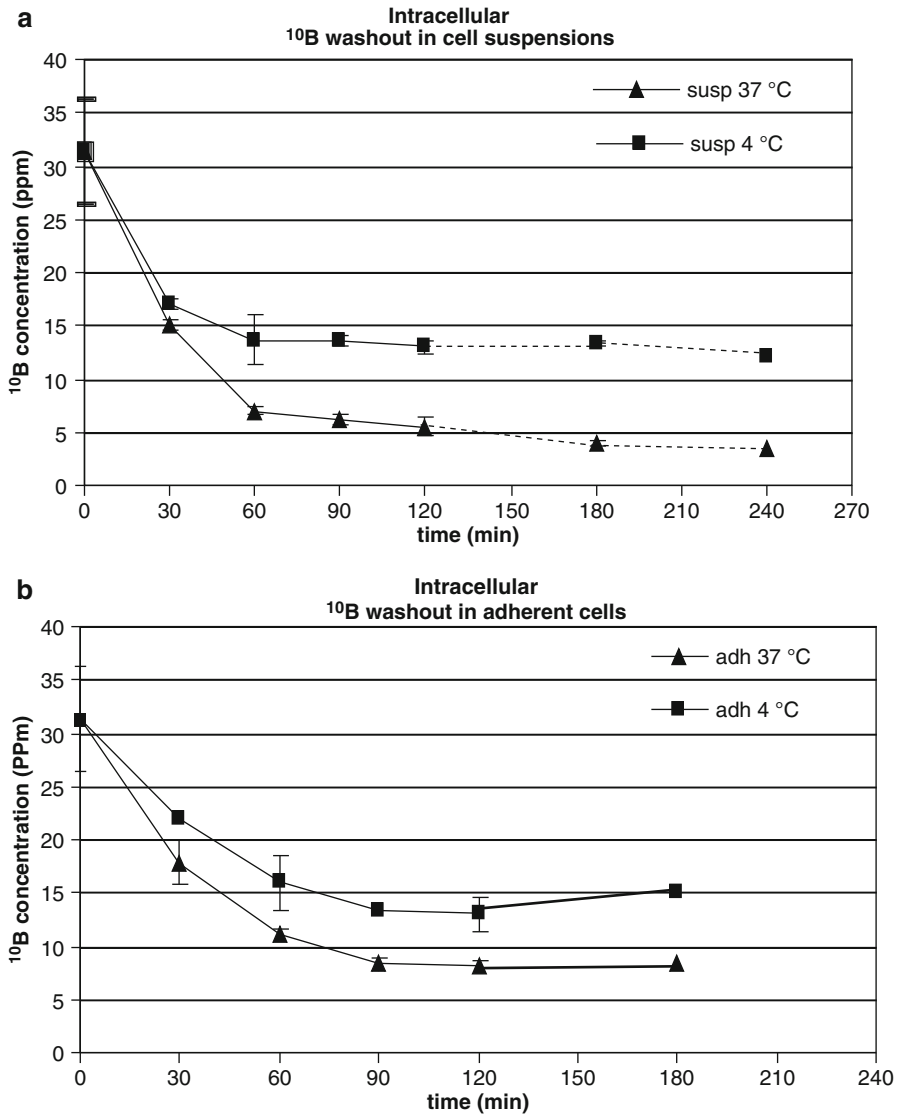 a
Intracellular
¹⁰B washout in cell suspensions
40
35
30
25
20
15
10
5
0
¹⁰B concentration (ppm)
susp 37 °C
susp 4 °C
0 30 60 90 120 150 180 210 240 270
time (min)
b
Intracellular
¹⁰B washout in adherent cells
40
35
30
25
20
15
10
5
0
¹⁰B concentration (PPm)
adh 37 °C
adh 4 °C
0 30 60 90 120 150 180 210 240
time (min)